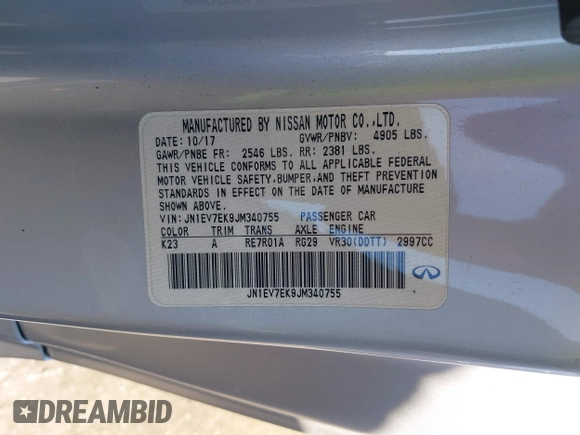 MANUFACTURED BY NISSAN MOTOR CO.,LTD.
DATE: 10/17 GVWR/PNBV: 4905 LBS.
GAWR/PNBE FR: 2546 LBS. RR: 2381 LBS.
THIS VEHICLE CONFORMS TO ALL APPLICABLE FEDERAL
MOTOR VEHICLE SAFETY,BUMPER,AND THEFT PREVENTION
STANDARDS IN EFFECT ON THE DATE OF MANUFACTURE
SHOWN ABOVE.
VIN: JN1EV7EK9JM340755 PASSENGER CAR
COLOR TRIM TRANS AXLE ENGINE
K23 A RE7R01A RG29 VR30(DDTT) 2997CC
JN1EV7EK9JM340755
INFINITI
DREAMBID